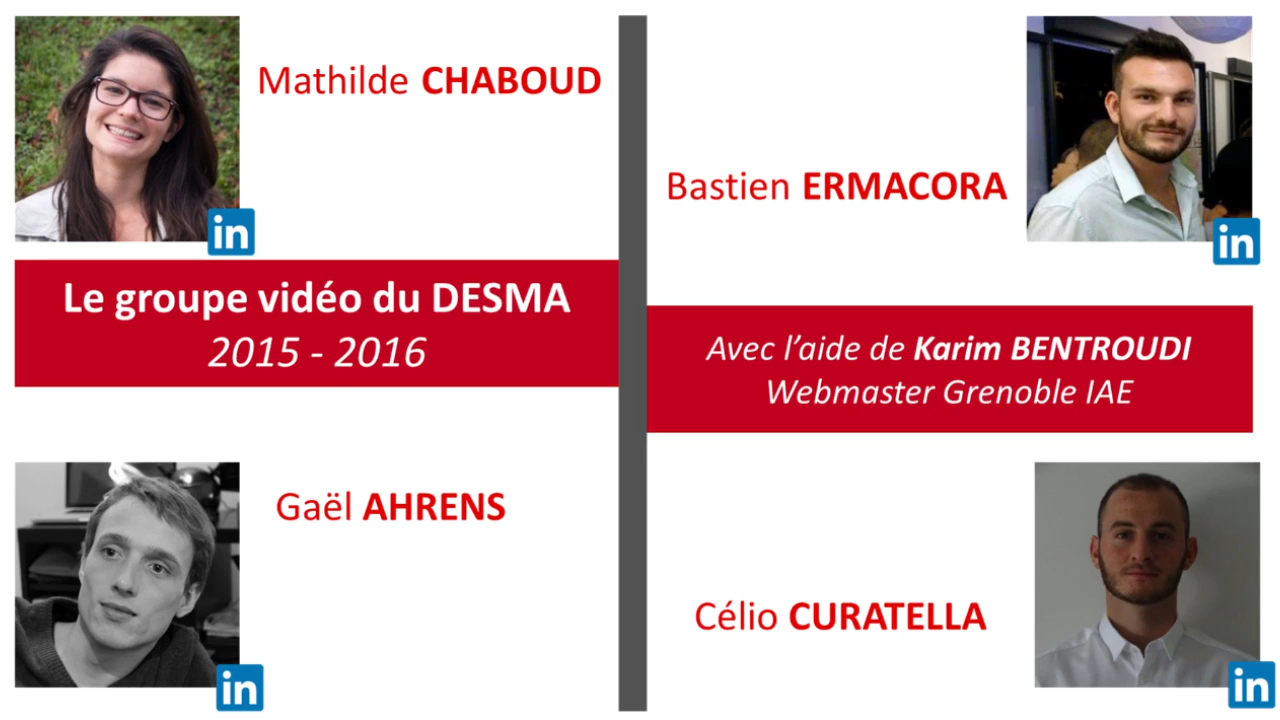 Mathilde CHABOUD
in
Le groupe vidéo du DESMA
2015 - 2016
Gaël AHRENS
in
Bastien ERMACORA
in
Avec l’aide de Karim BENTROUDI
Webmaster Grenoble IAE
Célio CURATELLA
in